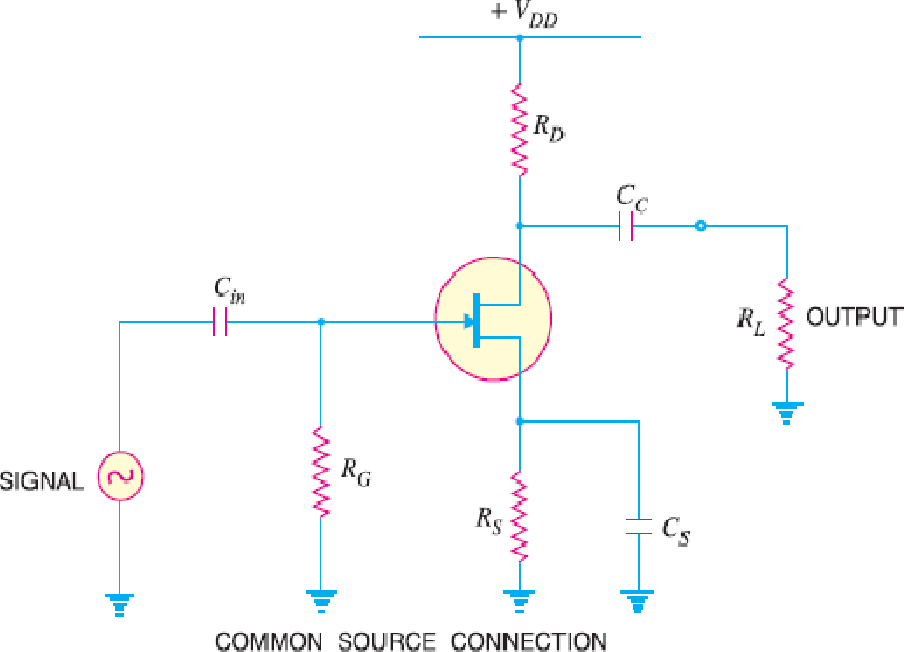 + V_DD
R_D
C_C
C_in
R_L OUTPUT
SIGNAL
R_G
R_S
C_S
COMMON SOURCE CONNECTION